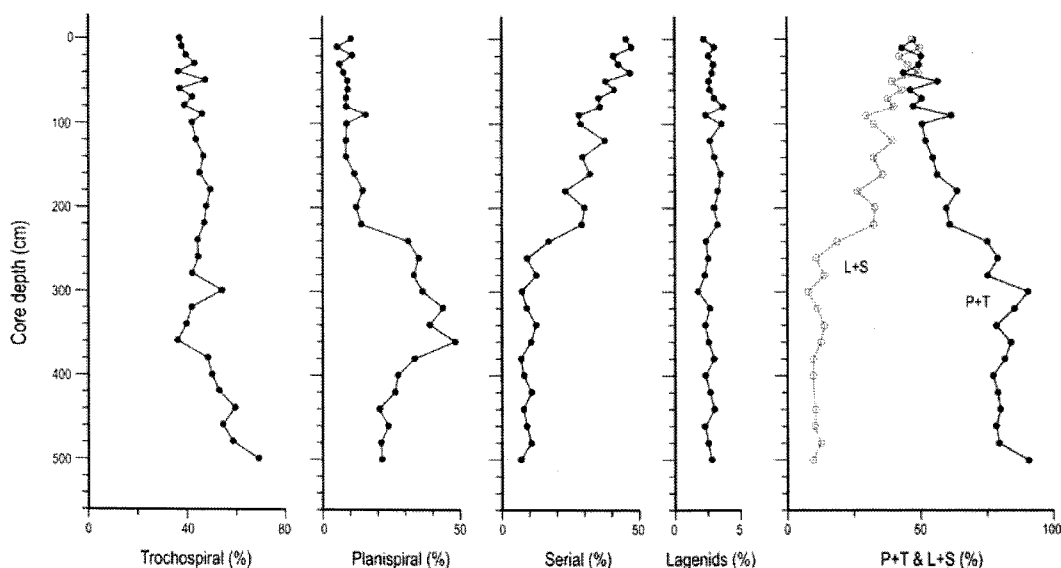 0
100
200
300
400
500
Core depth (cm)
0 40 80
Trochospiral (%)
0 50
Planispiral (%)
0 50
Serial (%)
0 5
Lagenids (%)
L+S
P+T
0 50 100
P+T & L+S (%)